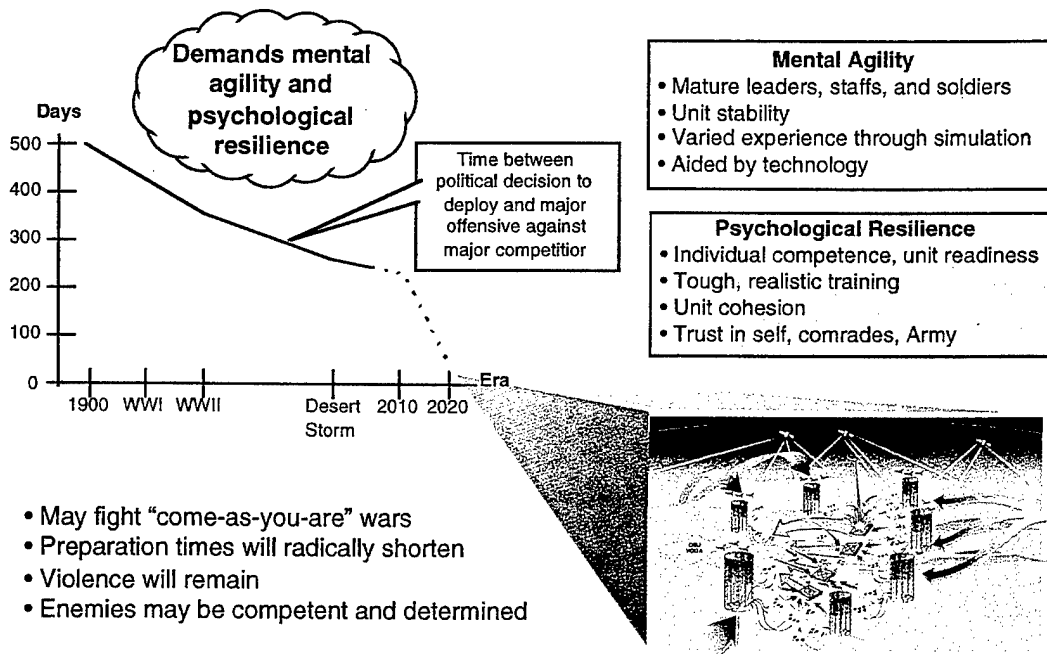 Demands mental
agility and
psychological
resilience
Days
500
400
300
200
100
0
1900
WWI
WWII
Desert
Storm
2010
2020
Era
Time between
political decision to
deploy and major
offensive against
major competitior
Mental Agility
• Mature leaders, staffs, and soldiers
• Unit stability
• Varied experience through simulation
• Aided by technology
Psychological Resilience
• Individual competence, unit readiness
• Tough, realistic training
• Unit cohesion
• Trust in self, comrades, Army
• May fight "come-as-you-are" wars
• Preparation times will radically shorten
• Violence will remain
• Enemies may be competent and determined